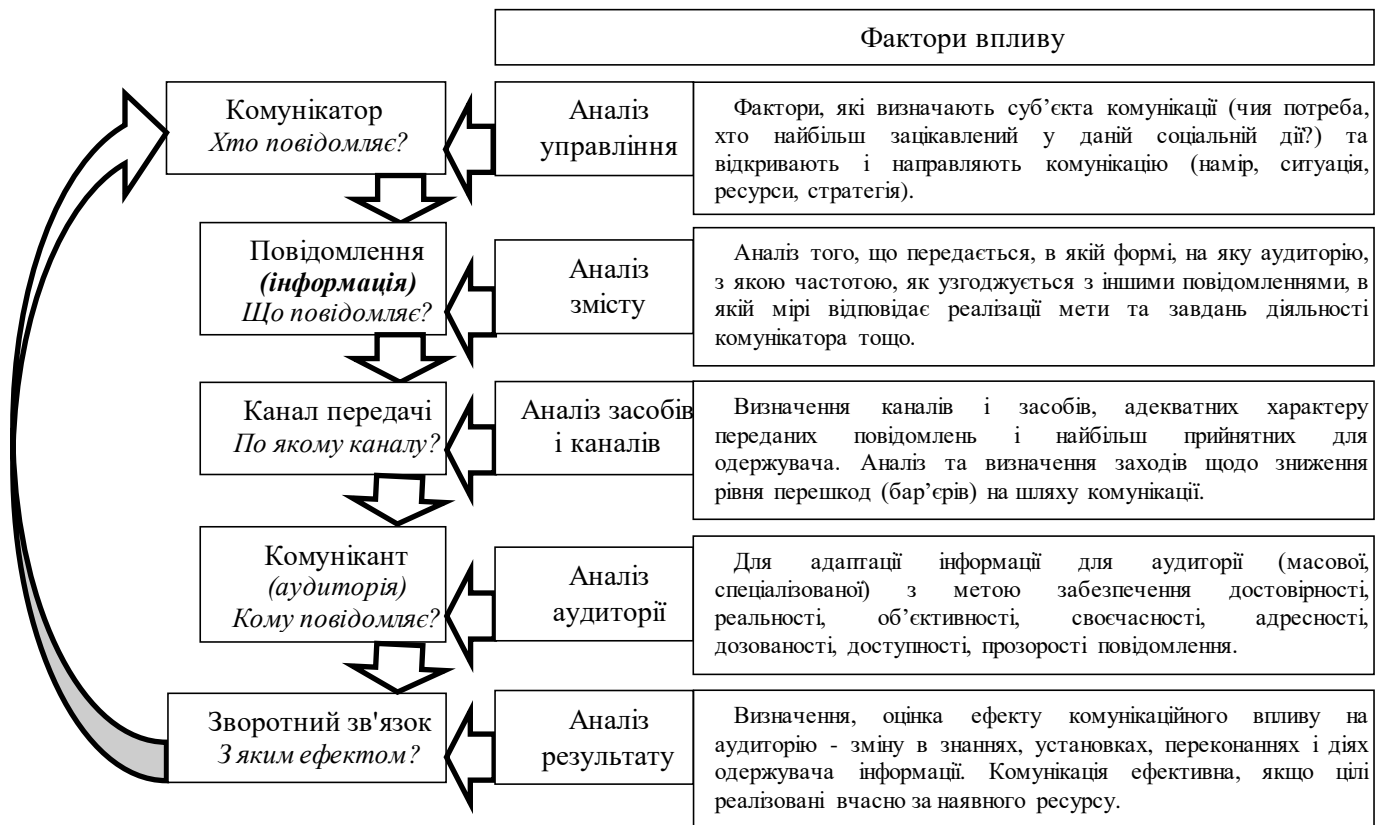 Фактори впливу
Комунікатор
Хто повідомляє?
Аналіз
управління
Фактори, які визначають суб’єкта комунікації (чия потреба,
хто найбільш зацікавлений у даній соціальній дії?) та
відкривають і направляють комунікацію (намір, ситуація,
ресурси, стратегія).
Повідомлення
(інформація)
Що повідомляє?
Аналіз
змісту
Аналіз того, що передається, в якій формі, на яку аудиторію,
з якою частотою, як узгоджується з іншими повідомленнями, в
якій мірі відповідає реалізації мети та завдань діяльності
комунікатора тощо.
Канал передачі
По якому каналу?
Аналіз засобів
і каналів
Визначення каналів і засобів, адекватних характеру
переданих повідомлень і найбільш прийнятних для
одержувача. Аналіз та визначення заходів щодо зниження
рівня перешкод (бар’єрів) на шляху комунікації.
Комунікант
(аудиторія)
Кому повідомляє?
Аналіз
аудиторії
Для адаптації інформації для аудиторії (масової,
спеціалізованої) з метою забезпечення достовірності,
реальності, об’єктивності, своєчасності, адресності,
дозованості, доступності, прозорості повідомлення.
Зворотний зв'язок
З яким ефектом?
Аналіз
результату
Визначення, оцінка ефекту комунікаційного впливу на
аудиторію - зміну в знаннях, установках, переконаннях і діях
одержувача інформації. Комунікація ефективна, якщо цілі
реалізовані вчасно за наявного ресурсу.